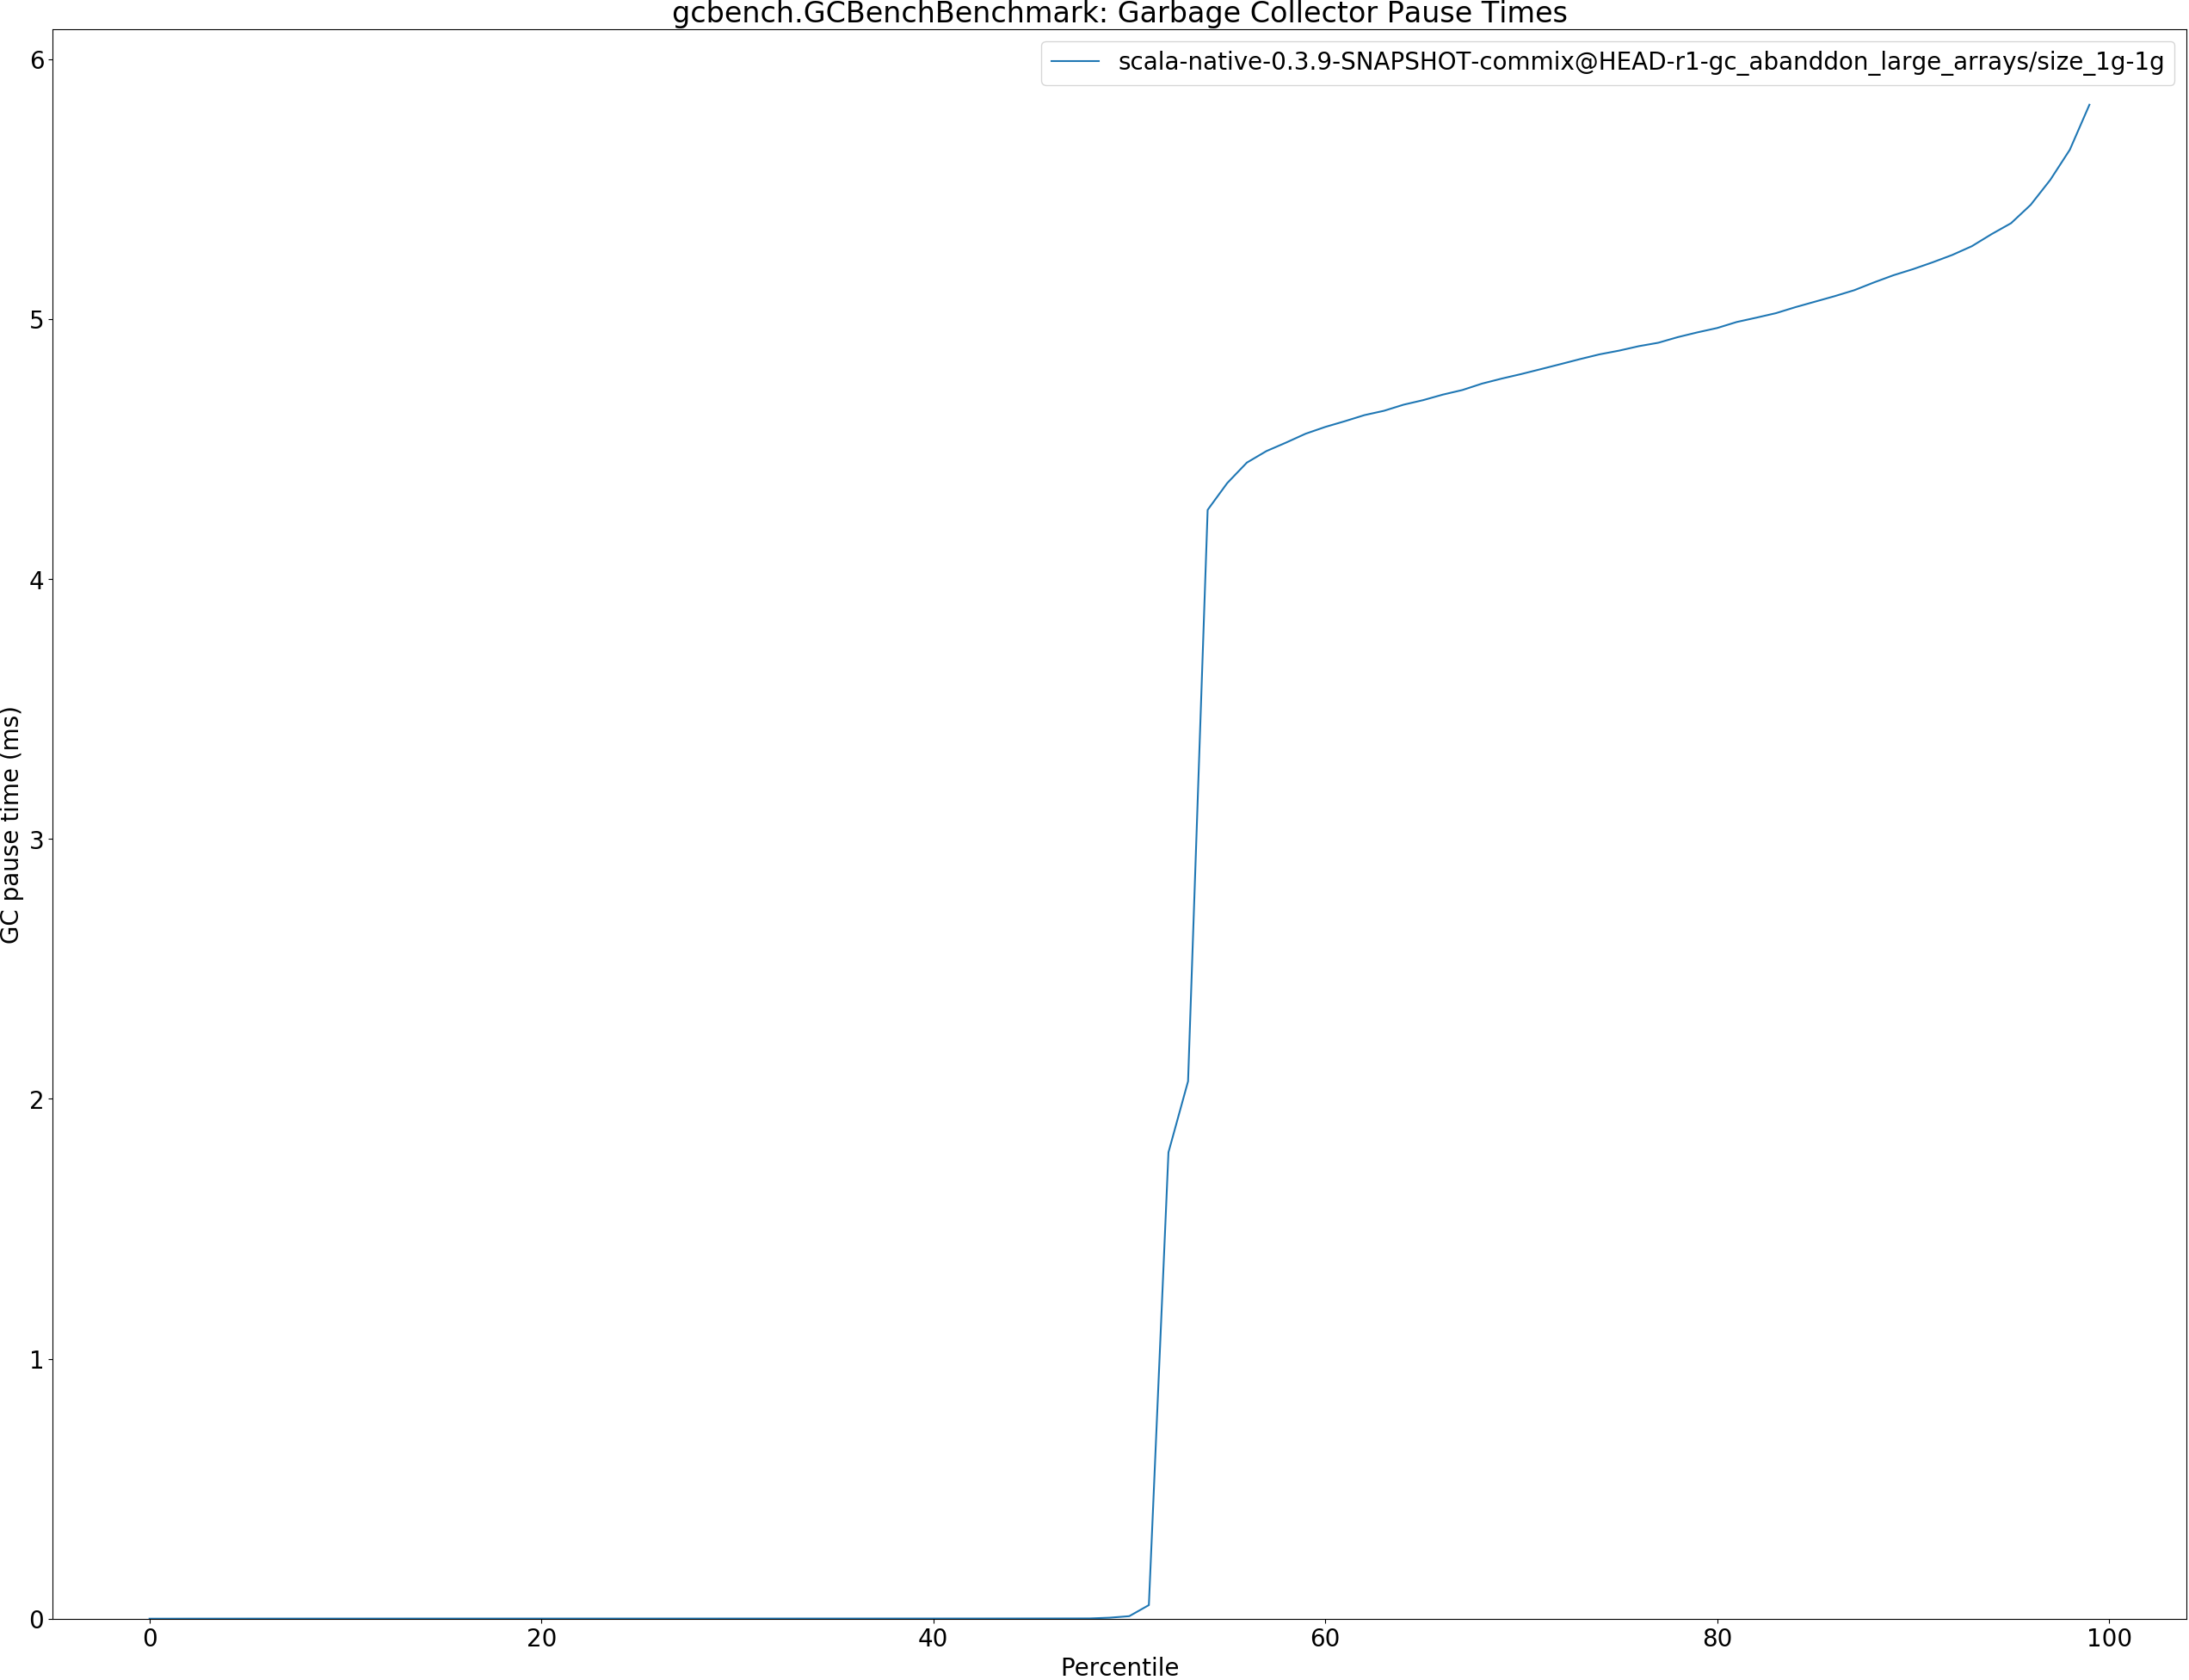 gcbench.GCBenchBenchmark: Garbage Collector Pause Times
scala-native-0.3.9-SNAPSHOT-commix@HEAD-r1-gc_abanddon_large_arrays/size_1g-1g
GC pause time (ms)
6
5
4
3
2
1
0
0 20 40 60 80 100
Percentile